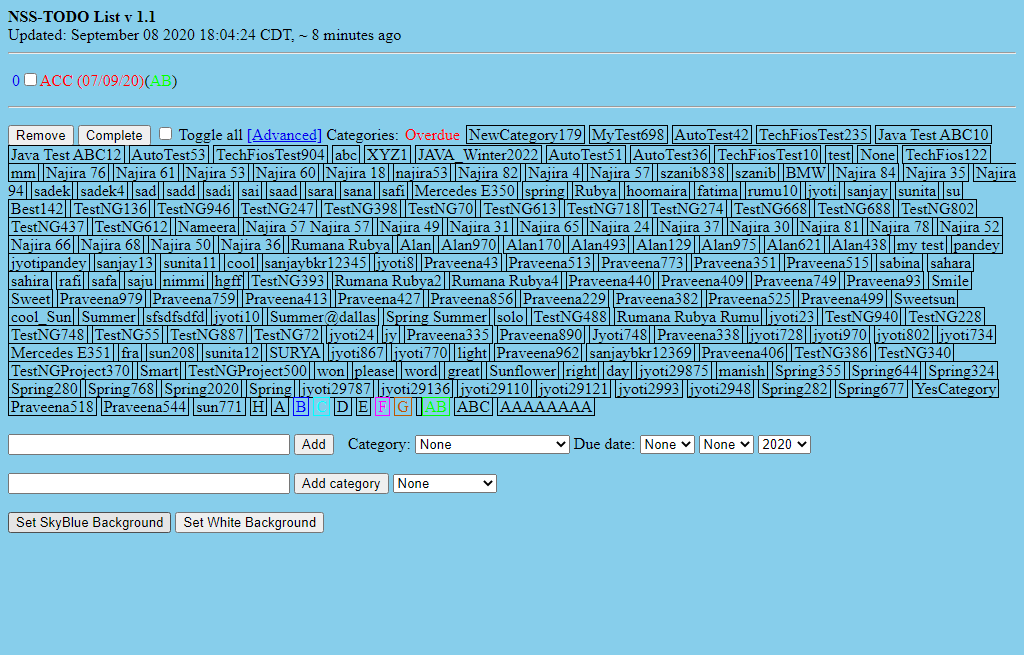 NSS-TODO List v 1.1
Updated: September 08 2020 18:04:24 CDT, ~ 8 minutes ago
0 ACC (07/09/20)(AB)
Remove Complete Toggle all [Advanced] Categories: Overdue NewCategory179 MyTest698 AutoTest42 TechFiosTest235 Java Test ABC10
Java Test ABC12 AutoTest53 TechFiosTest904 abc XYZ1 JAVA_Winter2022 AutoTest51 AutoTest36 TechFiosTest10 test None TechFios122
mm Najira 76 Najira 61 Najira 53 Najira 60 Najira 18 najira53 Najira 82 Najira 4 Najira 57 szanib838 szanib BMW Najira 84 Najira 35 Najira
94 sadek sadek4 sad sadd sadi sai saad sara sana safi Mercedes E350 spring Rubya hoomaira fatima rumu10 jyoti sanjay sunita su
Best142 TestNG136 TestNG946 TestNG247 TestNG398 TestNG70 TestNG613 TestNG718 TestNG274 TestNG668 TestNG688 TestNG802
TestNG437 TestNG612 Nameera Najira 57 Najira 57 Najira 49 Najira 31 Najira 65 Najira 24 Najira 37 Najira 30 Najira 81 Najira 78 Najira 52
Najira 66 Najira 68 Najira 50 Najira 36 Rumana Rubya Alan Alan970 Alan170 Alan493 Alan129 Alan975 Alan621 Alan438 my test pandey
jyotipandey sanjay13 sunita11 cool sanjaybkr12345 jyoti8 Praveena43 Praveena513 Praveena773 Praveena351 Praveena515 sabina sahara
sahira rafi safa saju nimmi hgff TestNG393 Rumana Rubya2 Rumana Rubya4 Praveena440 Praveena409 Praveena749 Praveena93 Smile
Sweet Praveena979 Praveena759 Praveena413 Praveena427 Praveena856 Praveena229 Praveena382 Praveena525 Praveena499 Sweetsun
cool_Sun Summer sfsdfsdfd jyoti10 Summer@dallas Spring Summer solo TestNG488 Rumana Rubya Rumu jyoti23 TestNG940 TestNG228
TestNG748 TestNG55 TestNG887 TestNG72 jyoti24 jy Praveena335 Praveena890 Jyoti748 Praveena338 jyoti728 jyoti970 jyoti802 jyoti734
Mercedes E351 fra sun208 sunita12 SURYA jyoti867 jyoti770 light Praveena962 sanjaybkr12369 Praveena406 TestNG386 TestNG340
TestNGProject370 Smart TestNGProject500 won please word great Sunflower right day jyoti29875 manish Spring355 Spring644 Spring324
Spring280 Spring768 Spring2020 Spring jyoti29787 jyoti29136 jyoti29110 jyoti29121 jyoti2993 jyoti2948 Spring282 Spring677 YesCategory
Praveena518 Praveena544 sun771 H A B C D E F G AB ABC AAAAAAAA
Add Category: None Due date: None None 2020
Add category None
Set SkyBlue Background Set White Background